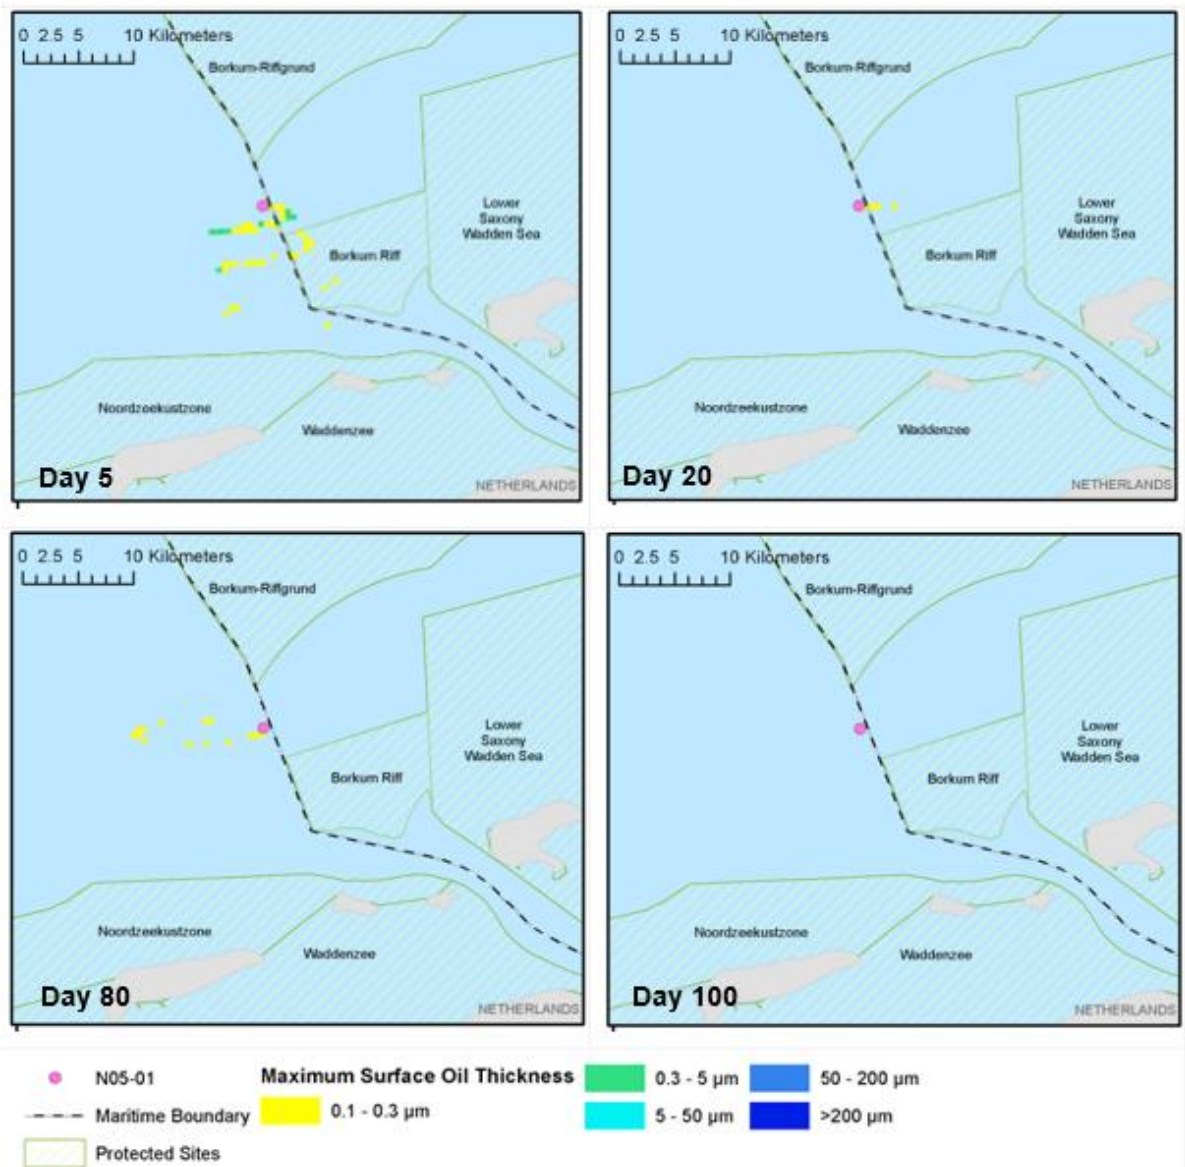 0 2.5 5 10 Kilometers
Borkum-Riffgrund
Lower
Saxony
Wadden Sea
Borkum Riff
Noordzeekustzone
Waddenzee
Day 5
NETHERLANDS
0 2.5 5 10 Kilometers
Borkum-Riffgrund
Lower
Saxony
Wadden Sea
Borkum Riff
Noordzeekustzone
Waddenzee
Day 20
NETHERLANDS
0 2.5 5 10 Kilometers
Borkum-Riffgrund
Lower
Saxony
Wadden Sea
Borkum Riff
Noordzeekustzone
Waddenzee
Day 80
NETHERLANDS
0 2.5 5 10 Kilometers
Borkum-Riffgrund
Lower
Saxony
Wadden Sea
Borkum Riff
Noordzeekustzone
Waddenzee
Day 100
NETHERLANDS
N05-01
Maritime Boundary
Protected Sites
Maximum Surface Oil Thickness
0.1 - 0.3 µm
0.3 - 5 µm
5 - 50 µm
50 - 200 µm
>200 µm